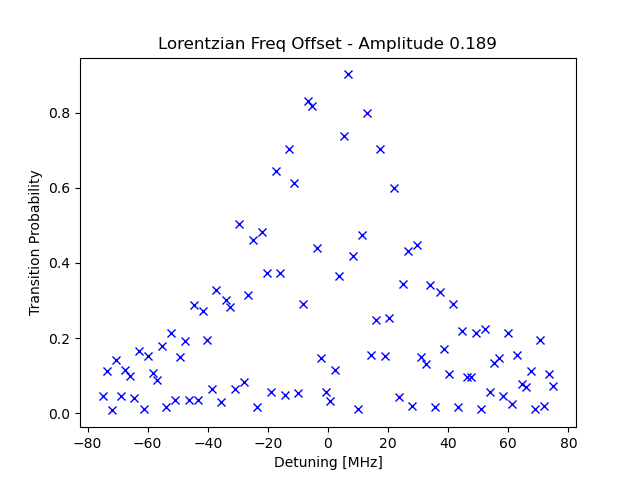 Lorentzian Freq Offset - Amplitude 0.189
Transition Probability
0.8
0.6
0.4
0.2
0.0
−80 −60 −40 −20 0 20 40 60 80
Detuning [MHz]